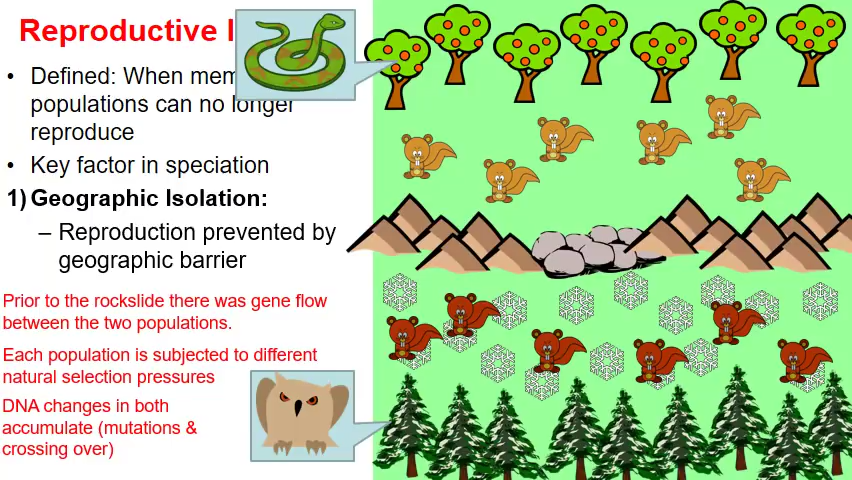 Reproductive I
• Defined: When mem
populations can no longer
reproduce
• Key factor in speciation
1) Geographic Isolation:
– Reproduction prevented by
geographic barrier
Prior to the rockslide there was gene flow
between the two populations.
Each population is subjected to different
natural selection pressures
DNA changes in both
accumulate (mutations &
crossing over)